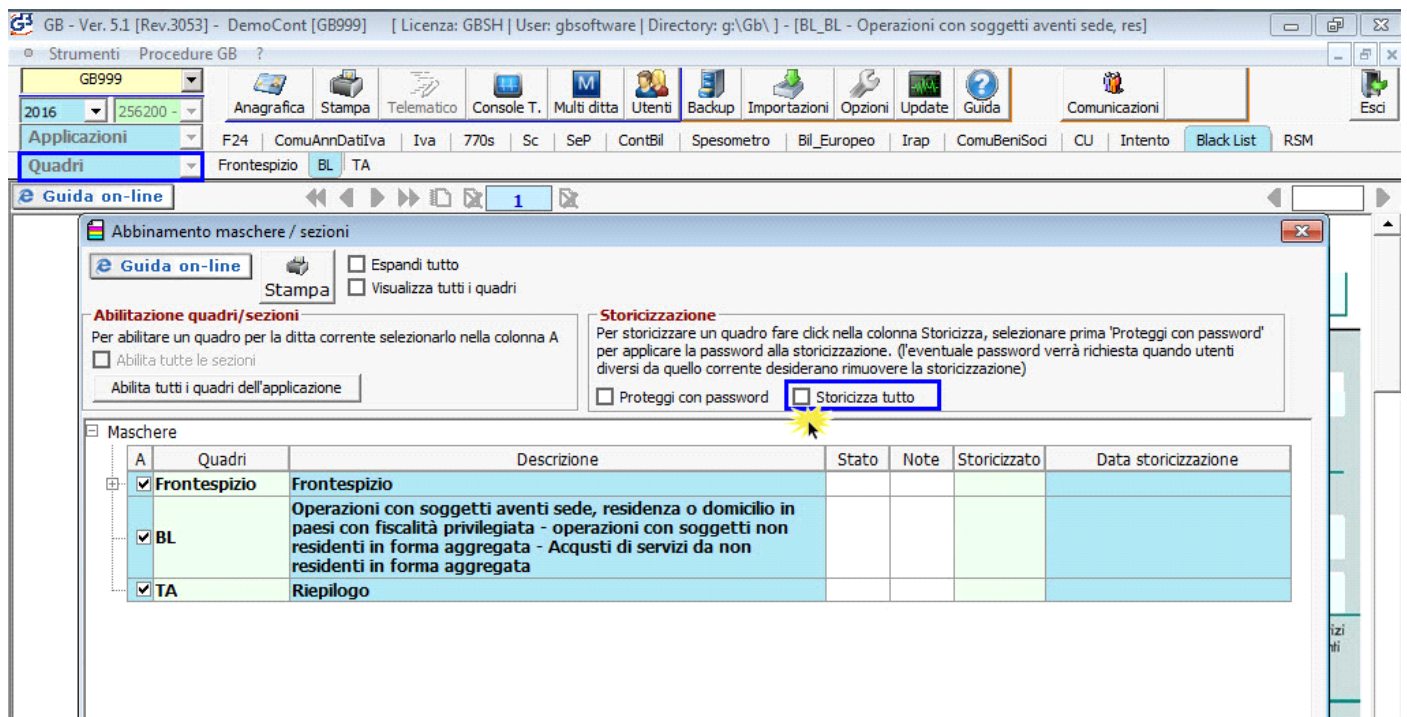 GB - Ver. 5.1 [Rev.3053] - DemoCont [GB999] [ Licenza: GBSH | User: gbsoftware | Directory: g:\Gb\ ] - [BL_BL - Operazioni con soggetti aventi sede, res]
Strumenti Procedure GB ?
GB999
2016 256200 -
Anagrafica Stampa Telematico Console T. Multi ditta Utenti Backup Importazioni Opzioni Update Guida Comunicazioni Esci
Applicazioni F24 ComuAnnDatiIva Iva 770s Sc SeP ContBil Spesometro Bil_Europeo Irap ComuBeniSoci CU Intento Black List RSM
Quadri Frontespizio BL TA
Guida on-line 1
Abbinamento maschere / sezioni
Guida on-line Stampa Espandi tutto
Visualizza tutti i quadri
Abilitazione quadri/sezioni
Per abilitare un quadro per la ditta corrente selezionarlo nella colonna A
Abilita tutte le sezioni
Abilita tutti i quadri dell'applicazione
Storicizzazione
Per storicizzare un quadro fare click nella colonna Storicizza, selezionare prima 'Proteggi con password'
per applicare la password alla storicizzazione. (l'eventuale password verrà richiesta quando utenti
diversi da quello corrente desiderano rimuovere la storicizzazione)
Proteggi con password Storicizza tutto
Maschere
A Quadri Descrizione Stato Note Storicizzato Data storicizzazione
Frontespizio Frontespizio
BL Operazioni con soggetti aventi sede, residenza o domicilio in
paesi con fiscalità privilegiata - operazioni con soggetti non
residenti in forma aggregata - Acqusti di servizi da non
residenti in forma aggregata
TA Riepilogo